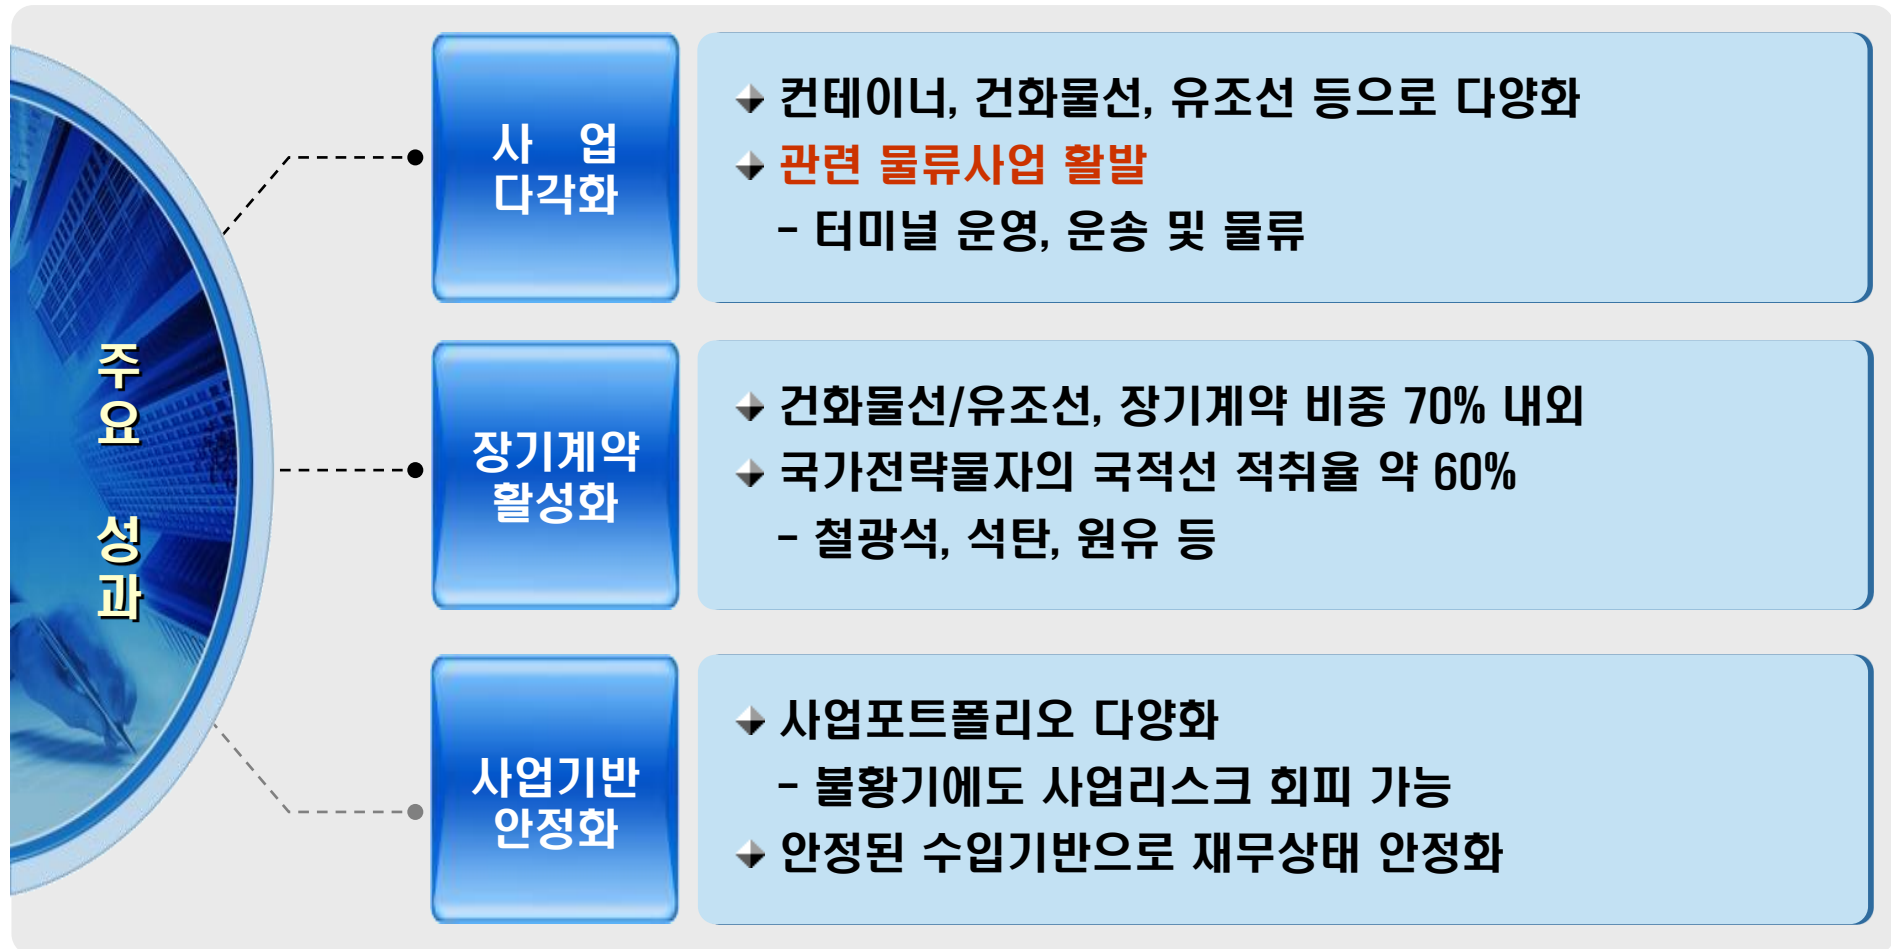 주요 성과
사 업
다각화
컨테이너, 건화물선, 유조선 등으로 다양화
관련 물류사업 활발
- 터미널 운영, 운송 및 물류
장기계약
활성화
건화물선/유조선, 장기계약 비중 70% 내외
국가전략물자의 국적선 적취율 약 60%
- 철광석, 석탄, 원유 등
사업기반
안정화
사업포트폴리오 다양화
- 불황기에도 사업리스크 회피 가능
안정된 수입기반으로 재무상태 안정화